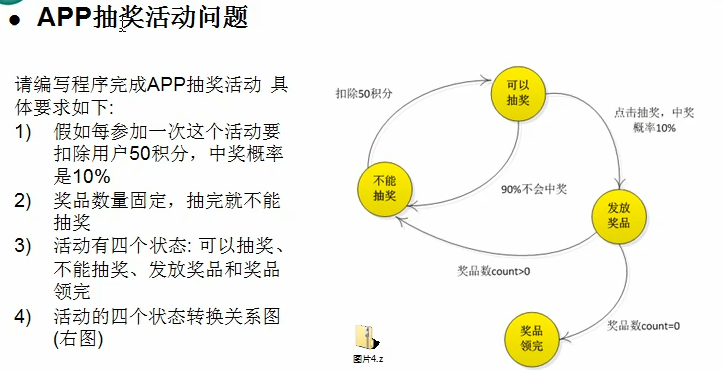 • APP抽奖活动问题
请编写程序完成APP抽奖活动 具
体要求如下:
1) 假如每参加一次这个活动要
扣除用户50积分，中奖概率
是10%
2) 奖品数量固定，抽完就不能
抽奖
3) 活动有四个状态: 可以抽奖、
不能抽奖、发放奖品和奖品
领完
4) 活动的四个状态转换关系图
(右图)
扣除50积分
可以
抽奖
点击抽奖，中奖
概率10%
不能
抽奖
90%不会中奖
发放
奖品
奖品数count>0
奖品
领完
奖品数count=0
图片4.z